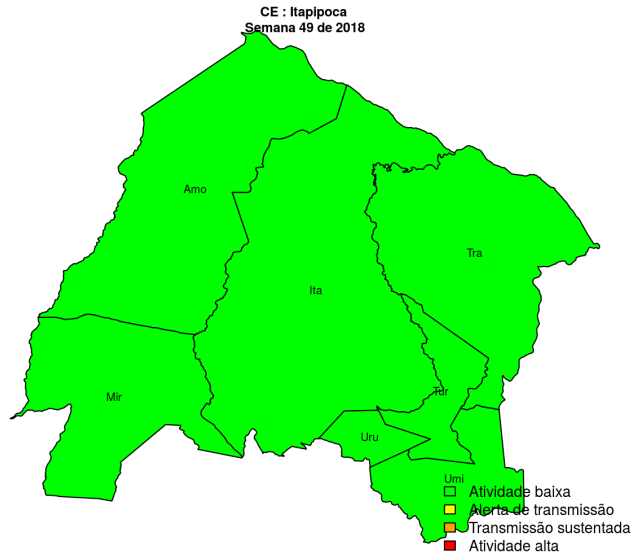 CE : Itapipoca
Semana 49 de 2018
Amo
Tra
Ita
Tur
Mir
Uru
Umi
Atividade baixa
Alerta de transmissão
Transmissão sustentada
Atividade alta